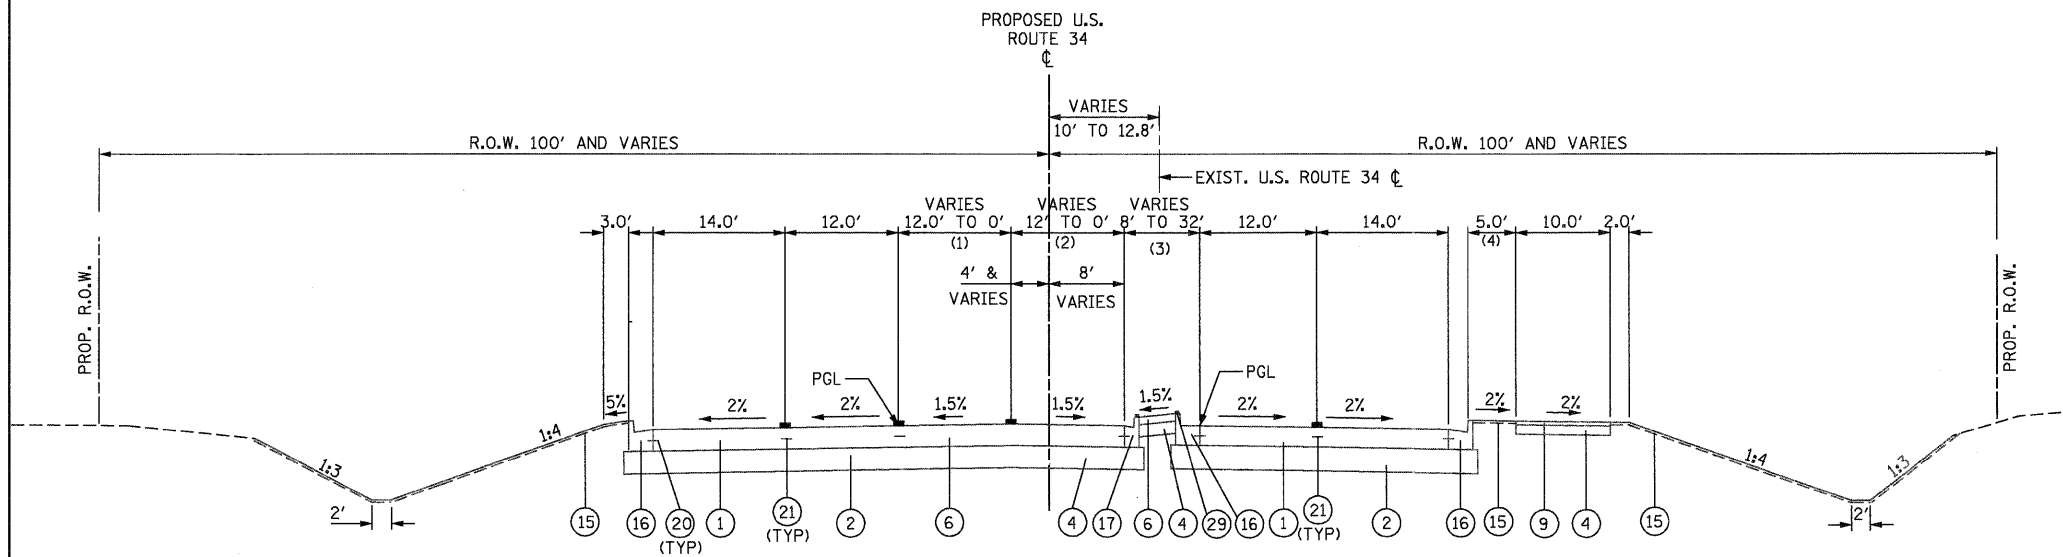 PROPOSED U.S.
ROUTE 34
℄
VARIES
10' TO 12.8'
R.O.W. 100' AND VARIES
R.O.W. 100' AND VARIES
EXIST. U.S. ROUTE 34 ℄
VARIES VARIES VARIES
3.0' 14.0' 12.0' 12.0' TO 0' 12' TO 0' 8' TO 32' 12.0' 14.0' 5.0' 10.0' 2.0'
(1) (2) (3) (4)
4' & 8'
VARIES VARIES
PROP. R.O.W.
PROP. R.O.W.
PGL PGL
5% 2% 2% 1.5% 1.5% 1.5% 2% 2% 2% 2%
1:3 1:4 1:4 1:3
2' 15 16 20 1 21 2 6 4 17 6 4 29 16 1 21 2 16 15 9 4 15 2'
(TYP) (TYP) (TYP)